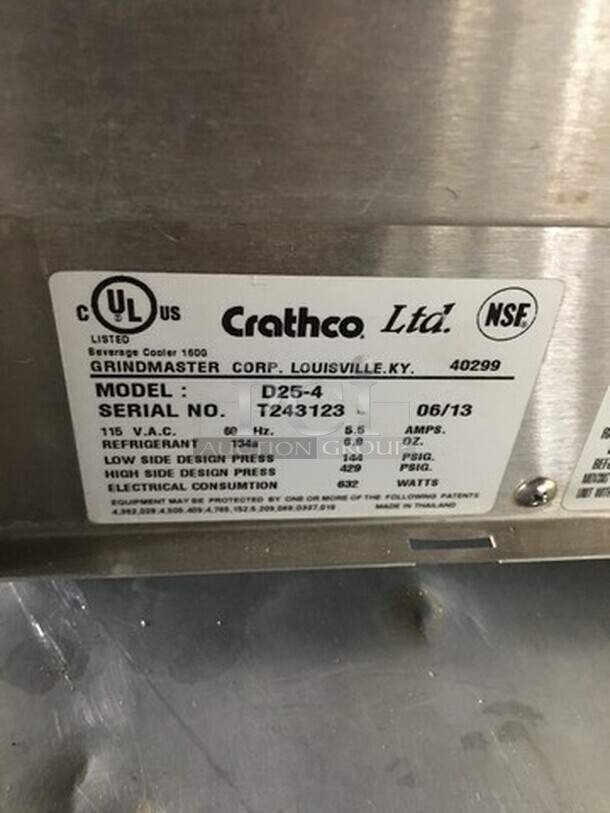 C UL US Crathco Ltd. NSF
LISTED
Beverage Cooler 160G
GRINDMASTER CORP. LOUISVILLE.KY. 40299
MODEL : D25-4
SERIAL NO. T243123 06/13
115 V.A.C. 60 Hz. 5.5 AMPS.
REFRIGERANT 134a 6.9 OZ.
LOW SIDE DESIGN PRESS 144 PSIG.
HIGH SIDE DESIGN PRESS 429 PSIG.
ELECTRICAL CONSUMTION 632 WATTS
EQUIPMENT MAY BE PROTECTED BY ONE OR MORE OF THE FOLLOWING PATENTS
MADE IN THAILAND
AUCTION GROUP